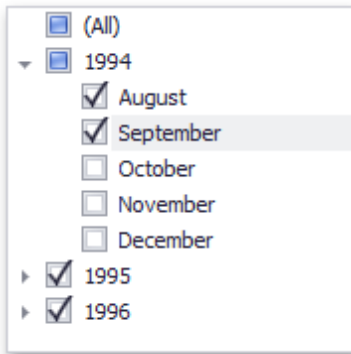 (All)
1994
August
September
October
November
December
1995
1996